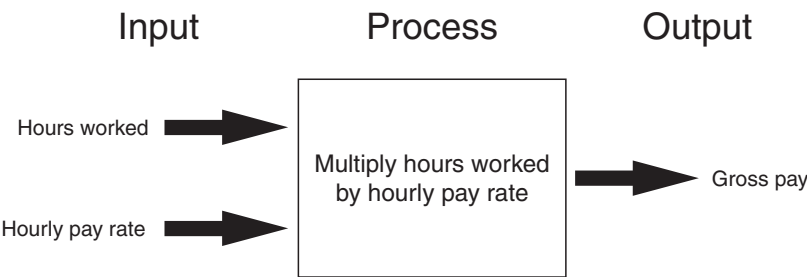 Input
Process
Output
Hours worked
Hourly pay rate
Multiply hours worked
by hourly pay rate
Gross pay